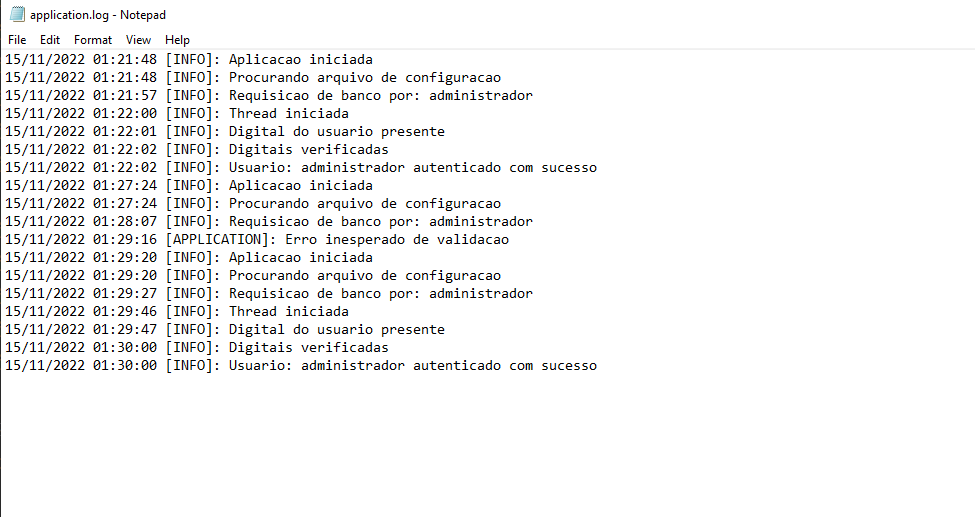 application.log - Notepad
File Edit Format View Help
15/11/2022 01:21:48 [INFO]: Aplicacao iniciada
15/11/2022 01:21:48 [INFO]: Procurando arquivo de configuracao
15/11/2022 01:21:57 [INFO]: Requisicao de banco por: administrador
15/11/2022 01:22:00 [INFO]: Thread iniciada
15/11/2022 01:22:01 [INFO]: Digital do usuario presente
15/11/2022 01:22:02 [INFO]: Digitais verificadas
15/11/2022 01:22:02 [INFO]: Usuario: administrador autenticado com sucesso
15/11/2022 01:27:24 [INFO]: Aplicacao iniciada
15/11/2022 01:27:24 [INFO]: Procurando arquivo de configuracao
15/11/2022 01:28:07 [INFO]: Requisicao de banco por: administrador
15/11/2022 01:29:16 [APPLICATION]: Erro inesperado de validacao
15/11/2022 01:29:20 [INFO]: Aplicacao iniciada
15/11/2022 01:29:20 [INFO]: Procurando arquivo de configuracao
15/11/2022 01:29:27 [INFO]: Requisicao de banco por: administrador
15/11/2022 01:29:46 [INFO]: Thread iniciada
15/11/2022 01:29:47 [INFO]: Digital do usuario presente
15/11/2022 01:30:00 [INFO]: Digitais verificadas
15/11/2022 01:30:00 [INFO]: Usuario: administrador autenticado com sucesso